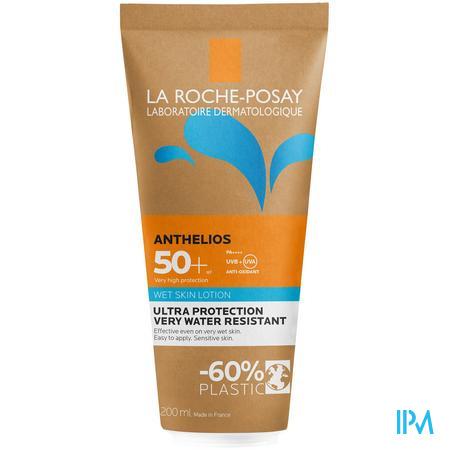 LA ROCHE-POSAY
LABORATOIRE DERMATOLOGIQUE
ANTHELIOS
50+
Very high protection
PA++++
UVB + UVA
ANTI-OXIDANT
WET SKIN LOTION
ULTRA PROTECTION
VERY WATER RESISTANT
Effective even on very wet skin.
Easy to apply. Sensitive skin.
-60%
PLASTIC
200 ml Made in France
IPM